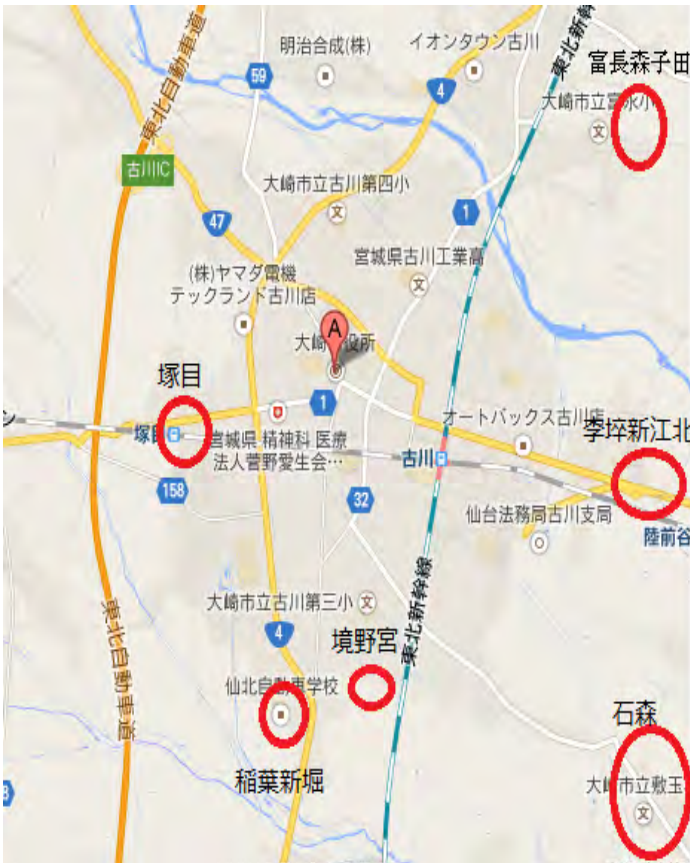 明治合成(株)
イオンタウン古川
東北新幹
富長森子田
東北自動車道
59
4
大崎市立富永小
古川IC
大崎市立古川第四小
1
47
宮城県古川工業高
(株)ヤマダ電機
テックランド古川店
A
大崎市役所
塚目
1
オートバックス古川店
李埣新江北
塚目
宮城県 精神科 医療
法人菅野愛生会…
古川
158
32
仙台法務局古川支局
陸前谷
東北新幹線
大崎市立古川第三小
東北自動車道
4
境野宮
仙北自動車学校
石森
稲葉新堀
大崎市立敷玉